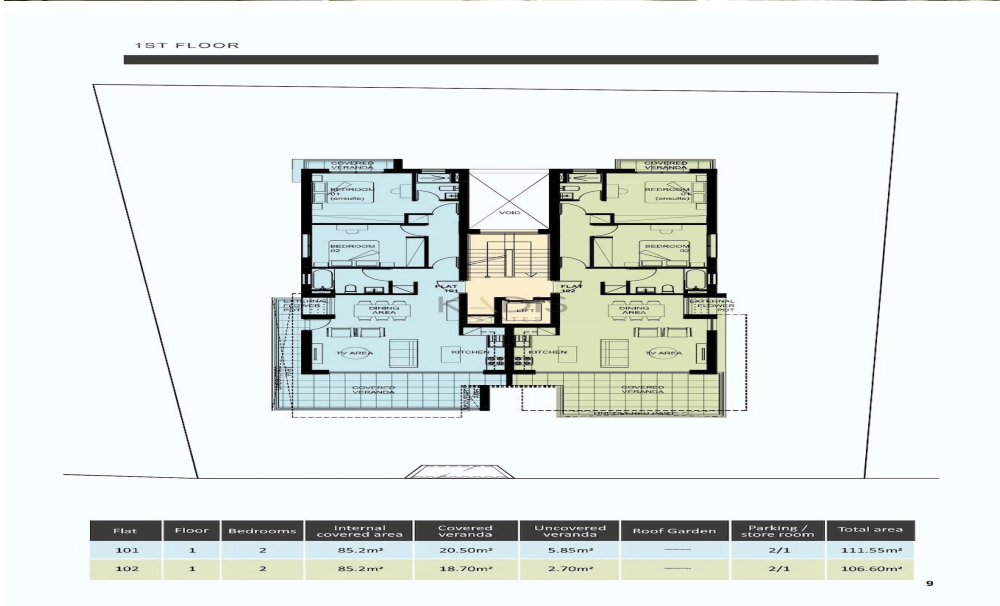 1ST FLOOR
COVERED
VERANDA
COVERED
VERANDA
BEDROOM
01
(ensuite)
BEDROOM
01
(ensuite)
VOID
BEDROOM
02
BEDROOM
02
FLAT
101
FLAT
102
EXTERNAL
FLOWER
POT
DINING
AREA
LIFT
DINING
AREA
EXTERNAL
FLOWER
POT
TV AREA
KITCHEN
KITCHEN
TV AREA
COVERED
VERANDA
COVERED
VERANDA
UNCOVERED PART
Flat Floor Bedrooms Internal covered area Covered veranda Uncovered veranda Roof Garden Parking / store room Total area
101 1 2 85.2m² 20.50m² 5.85m² ——— 2/1 111.55m²
102 1 2 85.2m² 18.70m² 2.70m² ——— 2/1 106.60m²
9